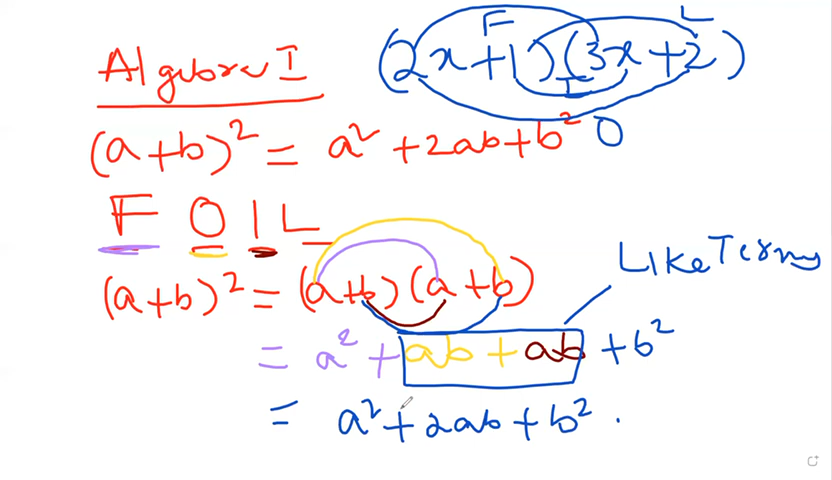 Algebra I
F L
(2x+1)(3x+2)
I
O
(a+b)² = a² + 2ab + b²
F O I L
Like Terms
(a+b)² = (a+b)(a+b)
= a² + ab + ab + b²
= a² + 2ab + b².